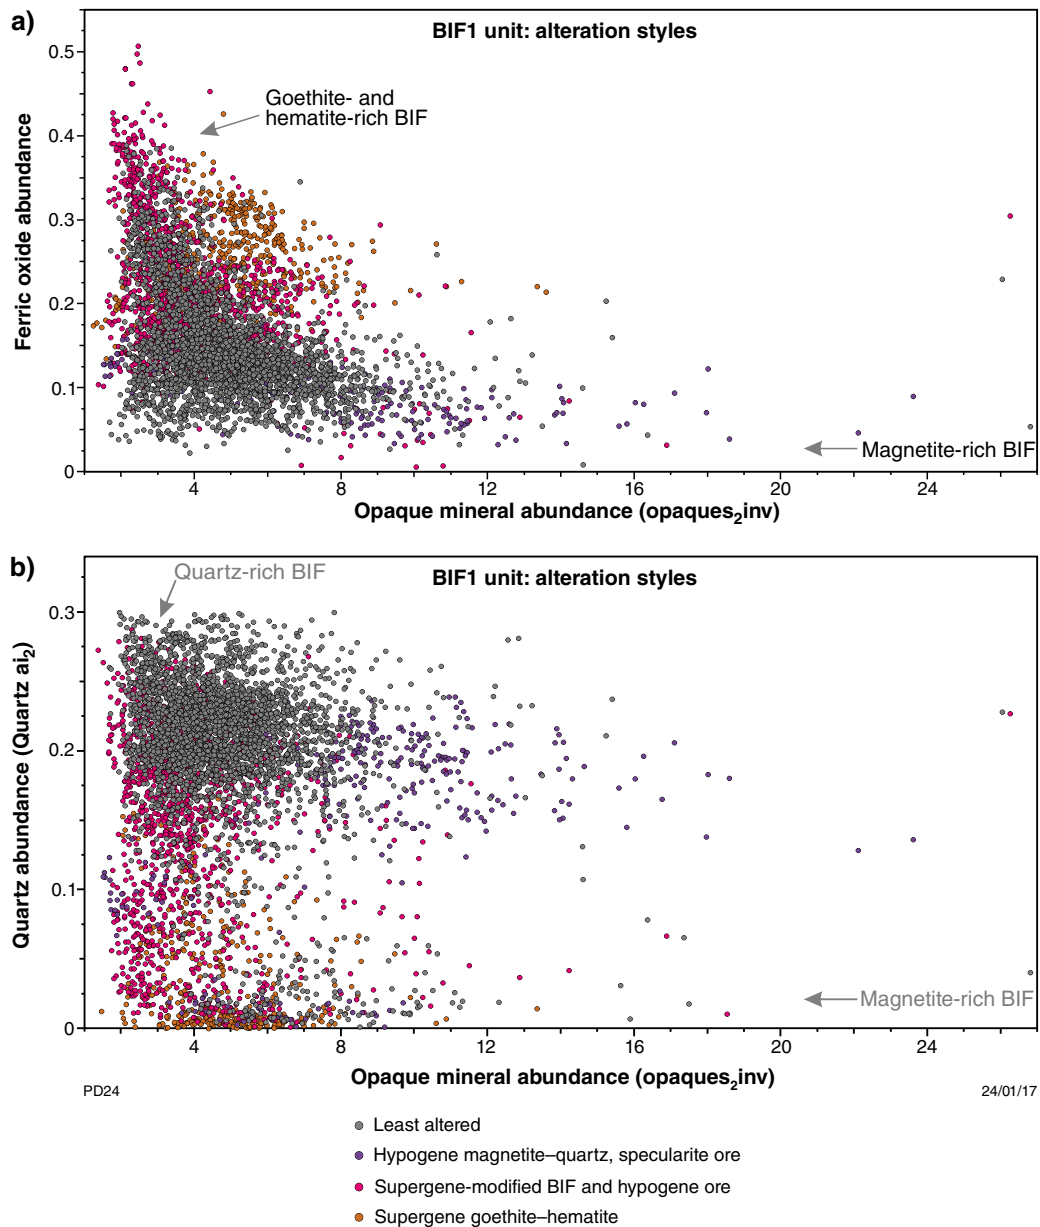 a)
BIF1 unit: alteration styles
0.5
0.4
0.3
0.2
0.1
0
Ferric oxide abundance
Goethite- and
hematite-rich BIF
Magnetite-rich BIF
4 8 12 16 20 24
Opaque mineral abundance (opaques₂inv)
b)
Quartz-rich BIF
BIF1 unit: alteration styles
0.3
0.2
0.1
0
Quartz abundance (Quartz ai₂)
Magnetite-rich BIF
4 8 12 16 20 24
Opaque mineral abundance (opaques₂inv)
PD24
24/01/17
Least altered
Hypogene magnetite–quartz, specularite ore
Supergene-modified BIF and hypogene ore
Supergene goethite–hematite